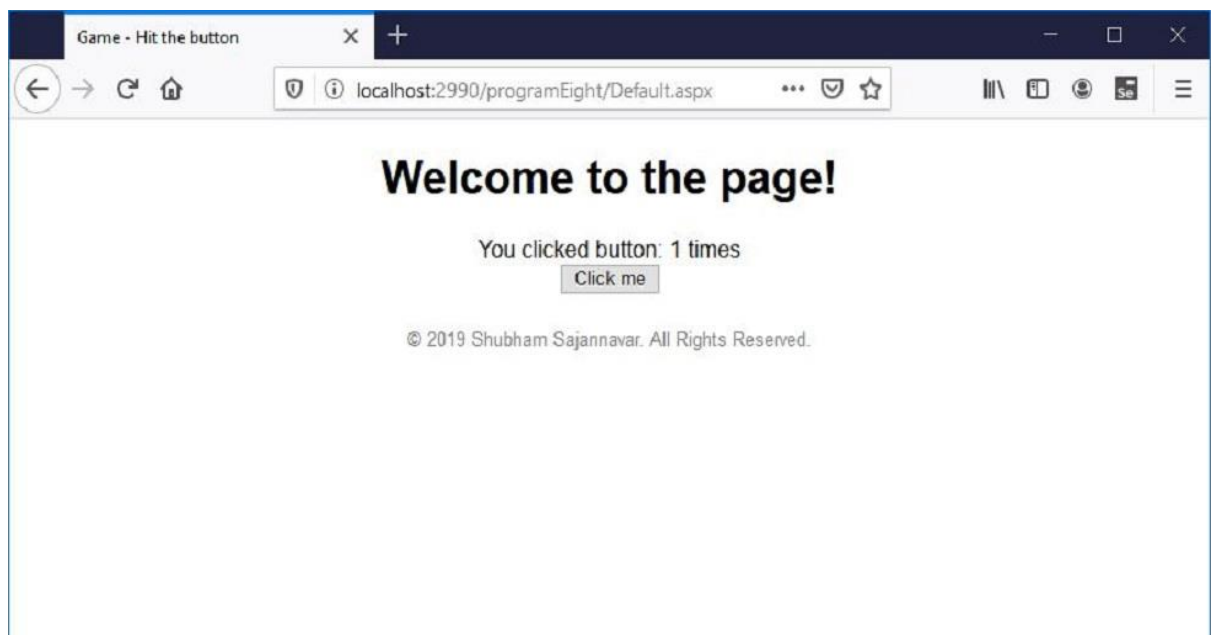 Game - Hit the button
localhost:2990/programEight/Default.aspx
Se
Welcome to the page!
You clicked button: 1 times
Click me
© 2019 Shubham Sajannavar. All Rights Reserved.